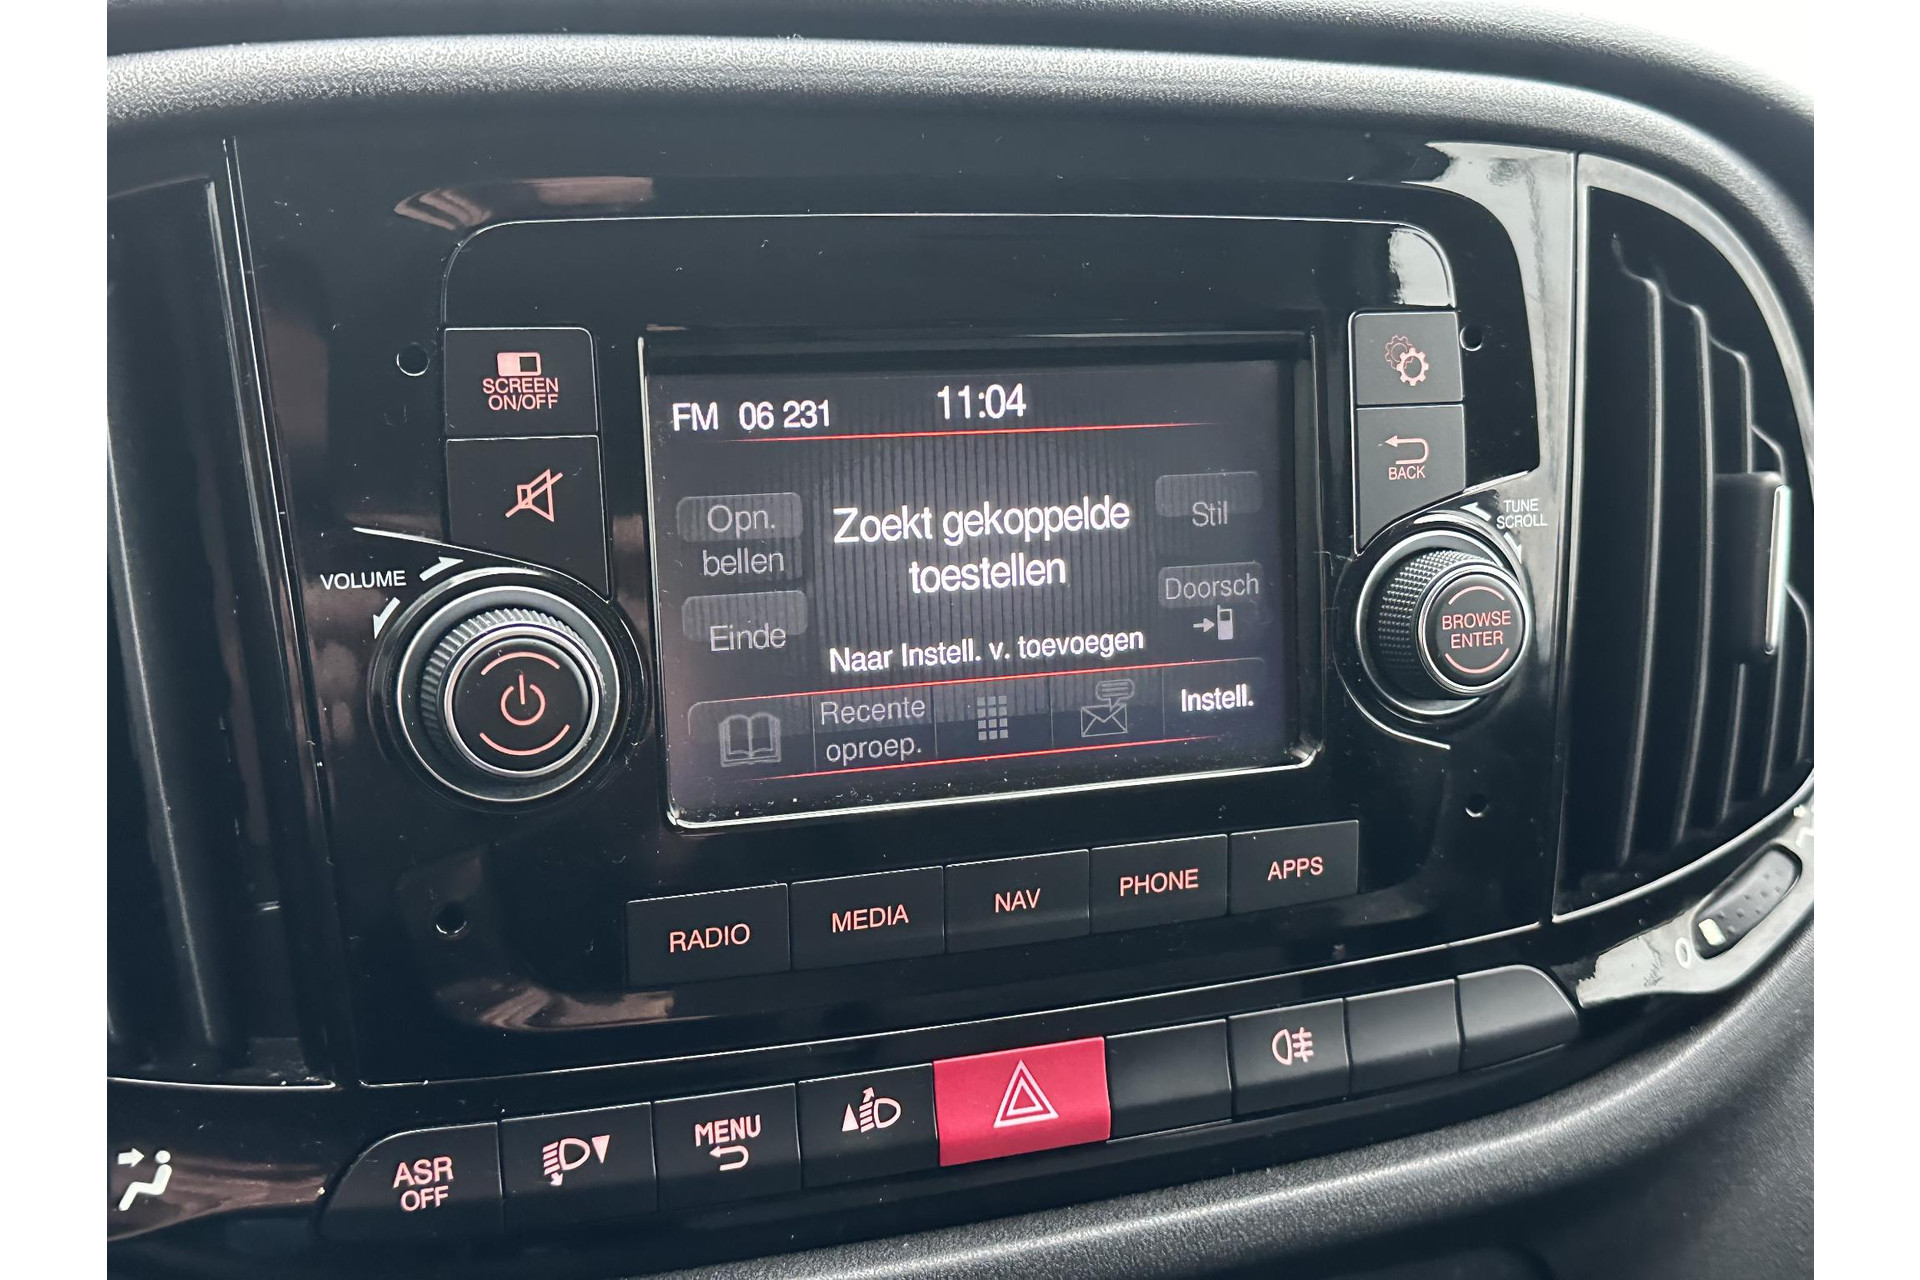 SCREEN
ON/OFF
VOLUME
FM 06 231
11:04
Opn.
bellen
Einde
Zoekt gekoppelde
toestellen
Naar Instell. v. toevoegen
Stil
Doorsch
Recente
oproep.
Instell.
BACK
TUNE
SCROLL
BROWSE
ENTER
RADIO
MEDIA
NAV
PHONE
APPS
ASR
OFF
MENU
0